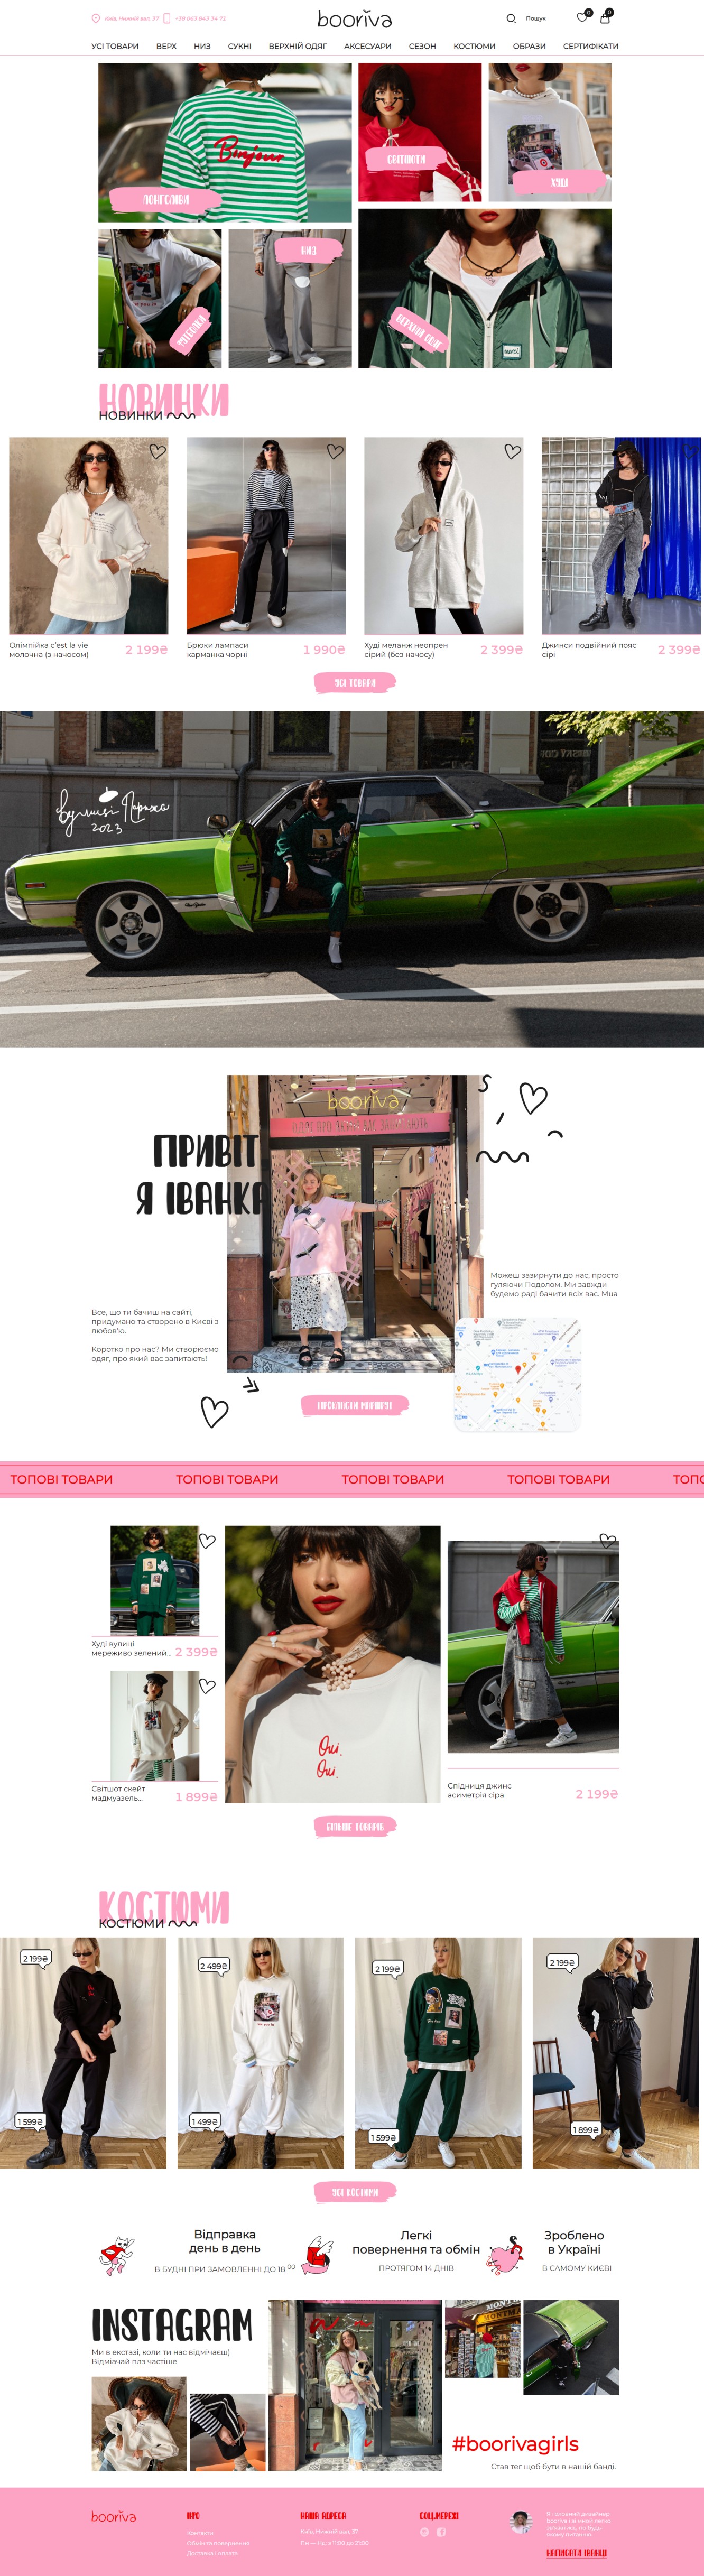 Київ, Нижній вал, 37
+38 063 843 34 73
booriva
Пошук
0
0
УСІ ТОВАРИ ВЕРХ НИЗ СУКНІ ВЕРХНІЙ ОДЯГ АКСЕСУАРИ СЕЗОН КОСТЮМИ ОБРАЗИ СЕРТИФІКАТИ
Bonjour
ЛОНГСЛІВИ
СВІТШОТИ
ХУДІ
ФУТБОЛКИ
НИЗ
ВЕРХНІЙ ОДЯГ
merci
НОВИНКИ
НОВИНКИ
Олімпійка c’est la vie
молочна (з начосом)
2 199₴
Брюки лампаси
карманка чорні
1 990₴
Худі меланж неопрен
сірий (без начосу)
2 399₴
Джинси подвійний пояс
сірі
2 399₴
УСІ ТОВАРИ
вулиці Парижа
2023
booriva
ПРИВІТ
Я ІВАНКА
Можеш зазирнути до нас, просто
гуляючи Подолом. Ми завжди
будемо раді бачити всіх вас. Mua
Все, що ти бачиш на сайті,
придумано та створено в Києві з
любов'ю.
Коротко про нас? Ми створюємо
одяг, про який вас запитають!
ПРОКЛАСТИ МАРШРУТ
ТОПОВІ ТОВАРИ ТОПОВІ ТОВАРИ ТОПОВІ ТОВАРИ ТОПОВІ ТОВАРИ ТОПО
Худі вулиці
мереживо зелений...
2 399₴
Світшот скейт
мадмуазель...
1 899₴
Oui.
Oui.
Спідниця джинс
асиметрія сіра
2 199₴
БІЛЬШЕ ТОВАРІВ
КОСТЮМИ
КОСТЮМИ
2 199₴
2 499₴
2 199₴
2 199₴
1 599₴
1 499₴
1 599₴
1 899₴
УСІ КОСТЮМИ
Відправка
день в день
В БУДНІ ПРИ ЗАМОВЛЕННІ ДО 18 00
Легкі
повернення та обмін
ПРОТЯГОМ 14 ДНІВ
Зроблено
в Україні
В САМОМУ КИЄВІ
INSTAGRAM
Ми в екстазі, коли ти нас відмічаєш)
Відмічай плз частіше
#boorivagirls
Став тег щоб бути в нашій банді.
booriva
ІНФО
Контакти
Обмін та повернення
Доставка і оплата
НАША АДРЕСА
Київ, Нижній вал, 37
Пн — Нд: з 11:00 до 21:00
СОЦ.МЕРЕЖІ
НАПИСАТИ ІВАНЦІ